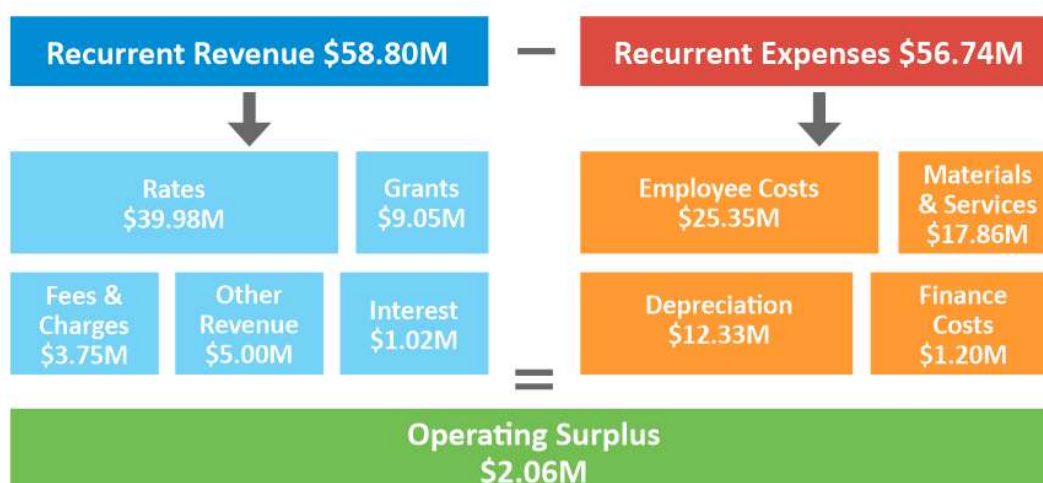 Recurrent Revenue $58.80M
Recurrent Expenses $56.74M
Rates
$39.98M
Grants
$9.05M
Employee Costs
$25.35M
Materials
& Services
$17.86M
Fees &
Charges
$3.75M
Other
Revenue
$5.00M
Interest
$1.02M
Depreciation
$12.33M
Finance
Costs
$1.20M
Operating Surplus
$2.06M